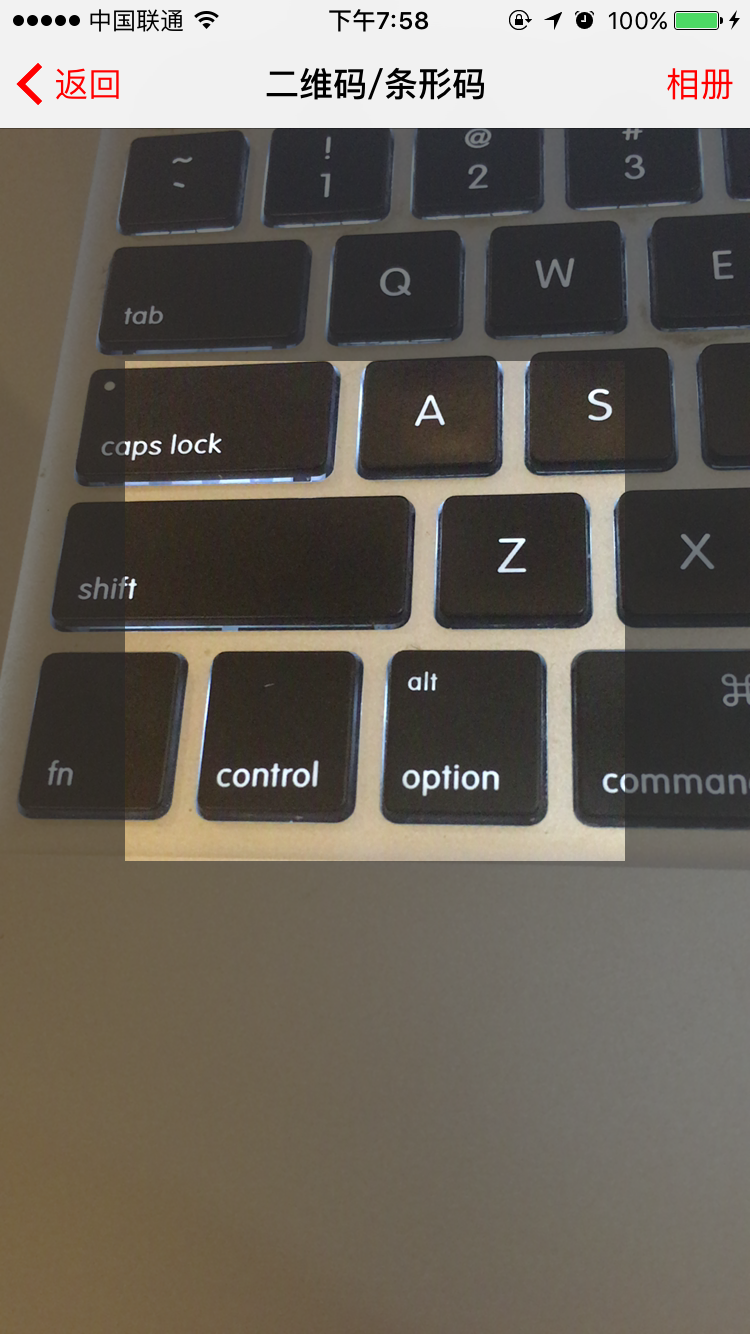 中国联通 下午7:58 100%
返回 二维码/条形码 相册
~ ! @ #
` 1 2 3
tab Q W E
caps lock A S
shift Z X
alt ⌘
fn control option comman